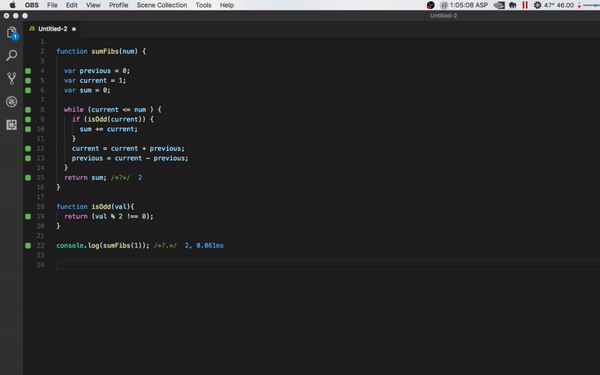 OBS File Edit View Profile Scene Collection Tools Help 1:05:08 ASP 47° 46.00
Untitled-2
JS Untitled-2
1
2 function sumFibs(num) {
3
4 var previous = 0;
5 var current = 1;
6 var sum = 0;
7
8 while (current <= num ) {
9 if (isOdd(current)) {
10 sum += current;
11 }
12 current = current + previous;
13 previous = current - previous;
14 }
15 return sum; /*?*/ 2
16 }
17
18 function isOdd(val){
19 return (val % 2 !== 0);
20 }
21
22 console.log(sumFibs(1)); /*?.*/ 2, 0.061ms
23
24